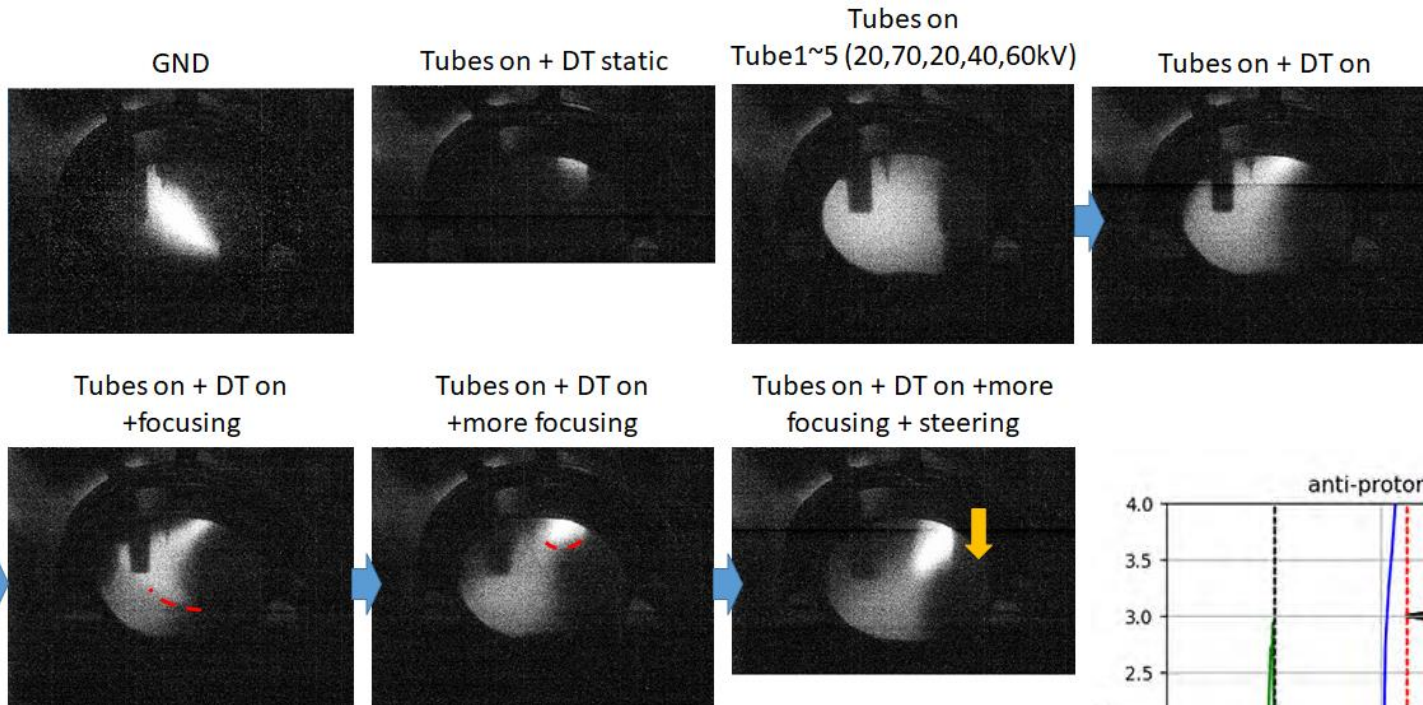 GND
Tubes on + DT static
Tubes on
Tube1~5 (20,70,20,40,60kV)
Tubes on + DT on
Tubes on + DT on
+focusing
Tubes on + DT on
+more focusing
Tubes on + DT on +more
focusing + steering
anti-proto
4.0
3.5
3.0
2.5